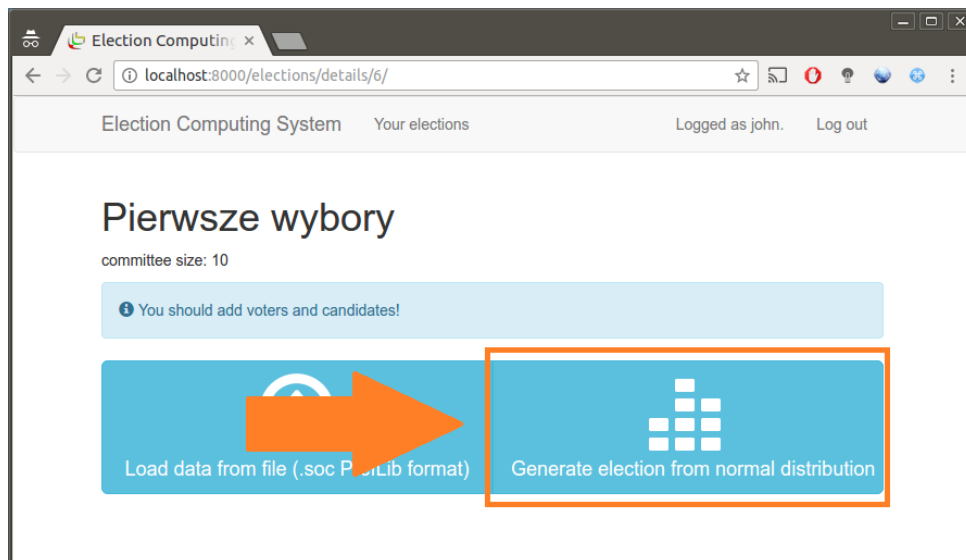 Election Computing
localhost:8000/elections/details/6/
Election Computing System Your elections Logged as john. Log out
Pierwsze wybory
committee size: 10
You should add voters and candidates!
Load data from file (.soc format)
Generate election from normal distribution